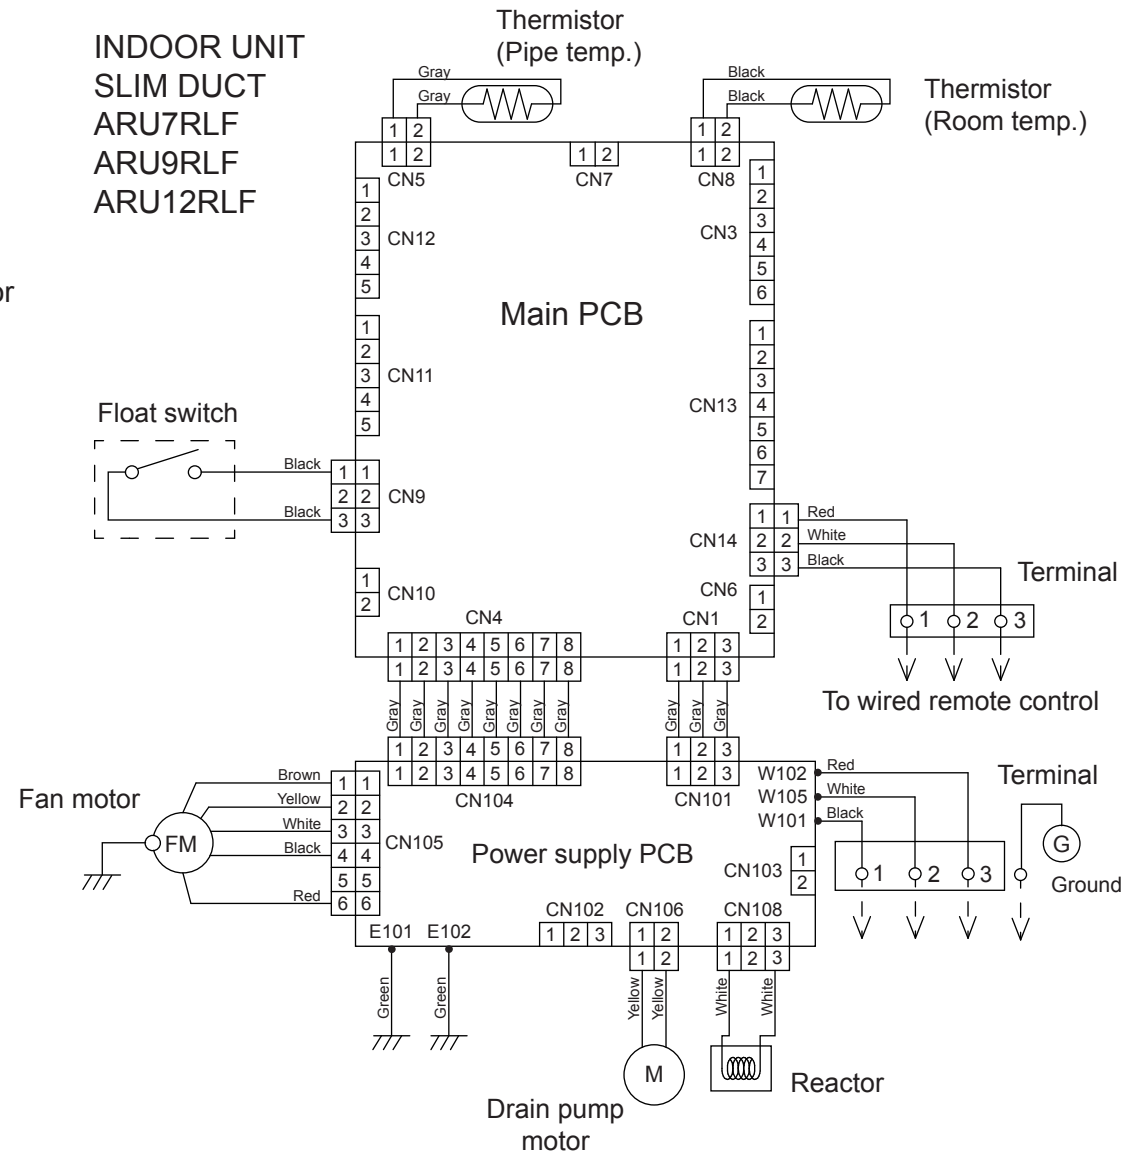 INDOOR UNIT
SLIM DUCT
ARU7RLF
ARU9RLF
ARU12RLF
or
Thermistor
(Pipe temp.)
Gray
Gray
Black
Black
Thermistor
(Room temp.)
1 2
1 2
CN5
1 2
CN7
1 2
1 2
CN8
1
2
3
4
5
CN12
1
2
3
4
5
6
CN3
Main PCB
1
2
3
4
5
CN11
1
2
3
4
5
6
7
CN13
Float switch
Black
Black
1 1
2 2
3 3
CN9
1 1
2 2
3 3
CN14
Red
White
Black
Terminal
1 2 3
To wired remote control
1
2
CN10
CN6
1
2
CN4
1 2 3 4 5 6 7 8
1 2 3 4 5 6 7 8
CN1
1 2 3
1 2 3
Gray Gray Gray Gray Gray Gray Gray Gray
Gray Gray Gray
1 2 3 4 5 6 7 8
1 2 3 4 5 6 7 8
CN104
1 2 3
1 2 3
CN101
Fan motor
FM
Brown
Yellow
White
Black
Red
1 1
2 2
3 3
4 4
5 5
6 6
CN105
Power supply PCB
W102
W105
W101
Red
White
Black
Terminal
1 2 3
G
Ground
CN103
1
2
E101 E102
Green
Green
CN102
1 2 3
CN106
1 2
1 2
CN108
1 2 3
1 2 3
Yellow
Yellow
White
White
M
Drain pump
motor
Reactor